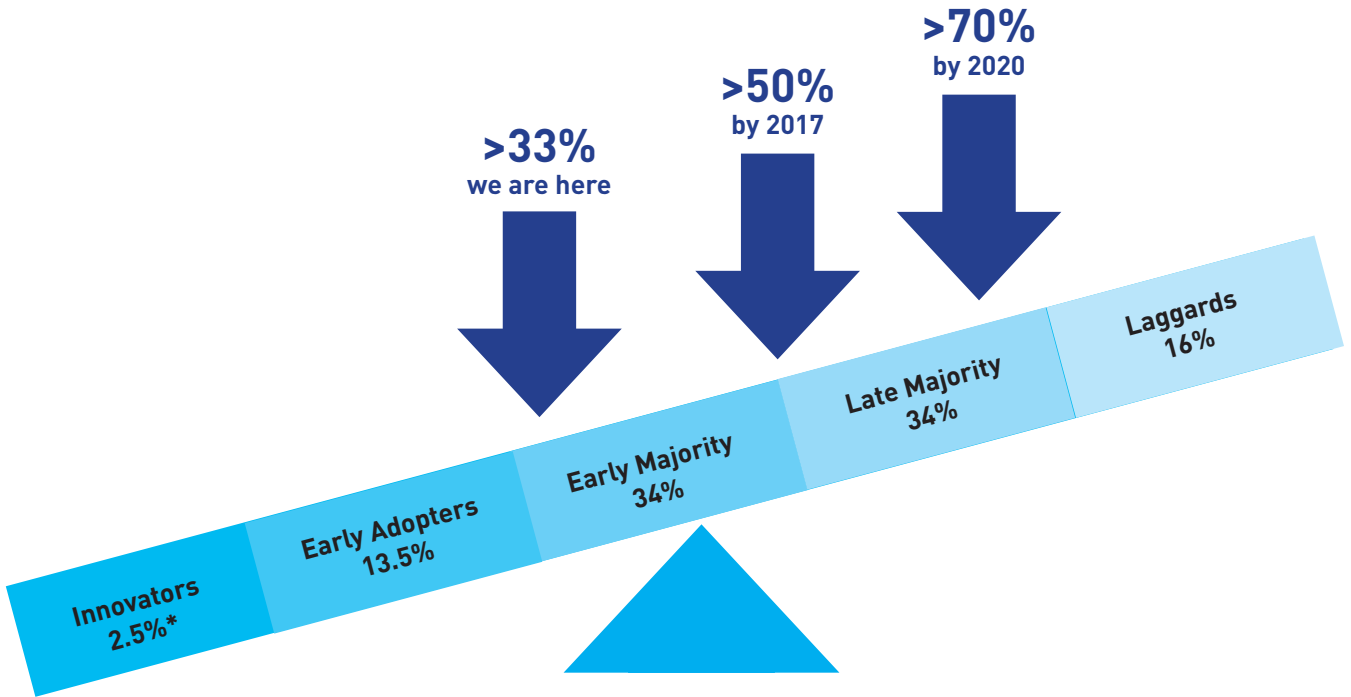 >70%
by 2020
>50%
by 2017
>33%
we are here
Laggards
16%
Late Majority
34%
Early Majority
34%
Early Adopters
13.5%
Innovators
2.5%*